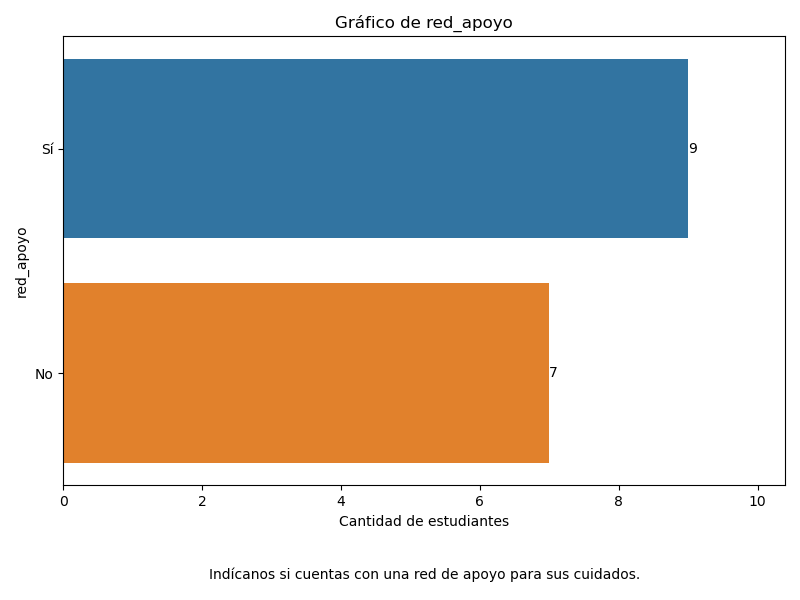 Gráfico de red_apoyo
Sí
9
red_apoyo
No
7
0 2 4 6 8 10
Cantidad de estudiantes
Indícanos si cuentas con una red de apoyo para sus cuidados.